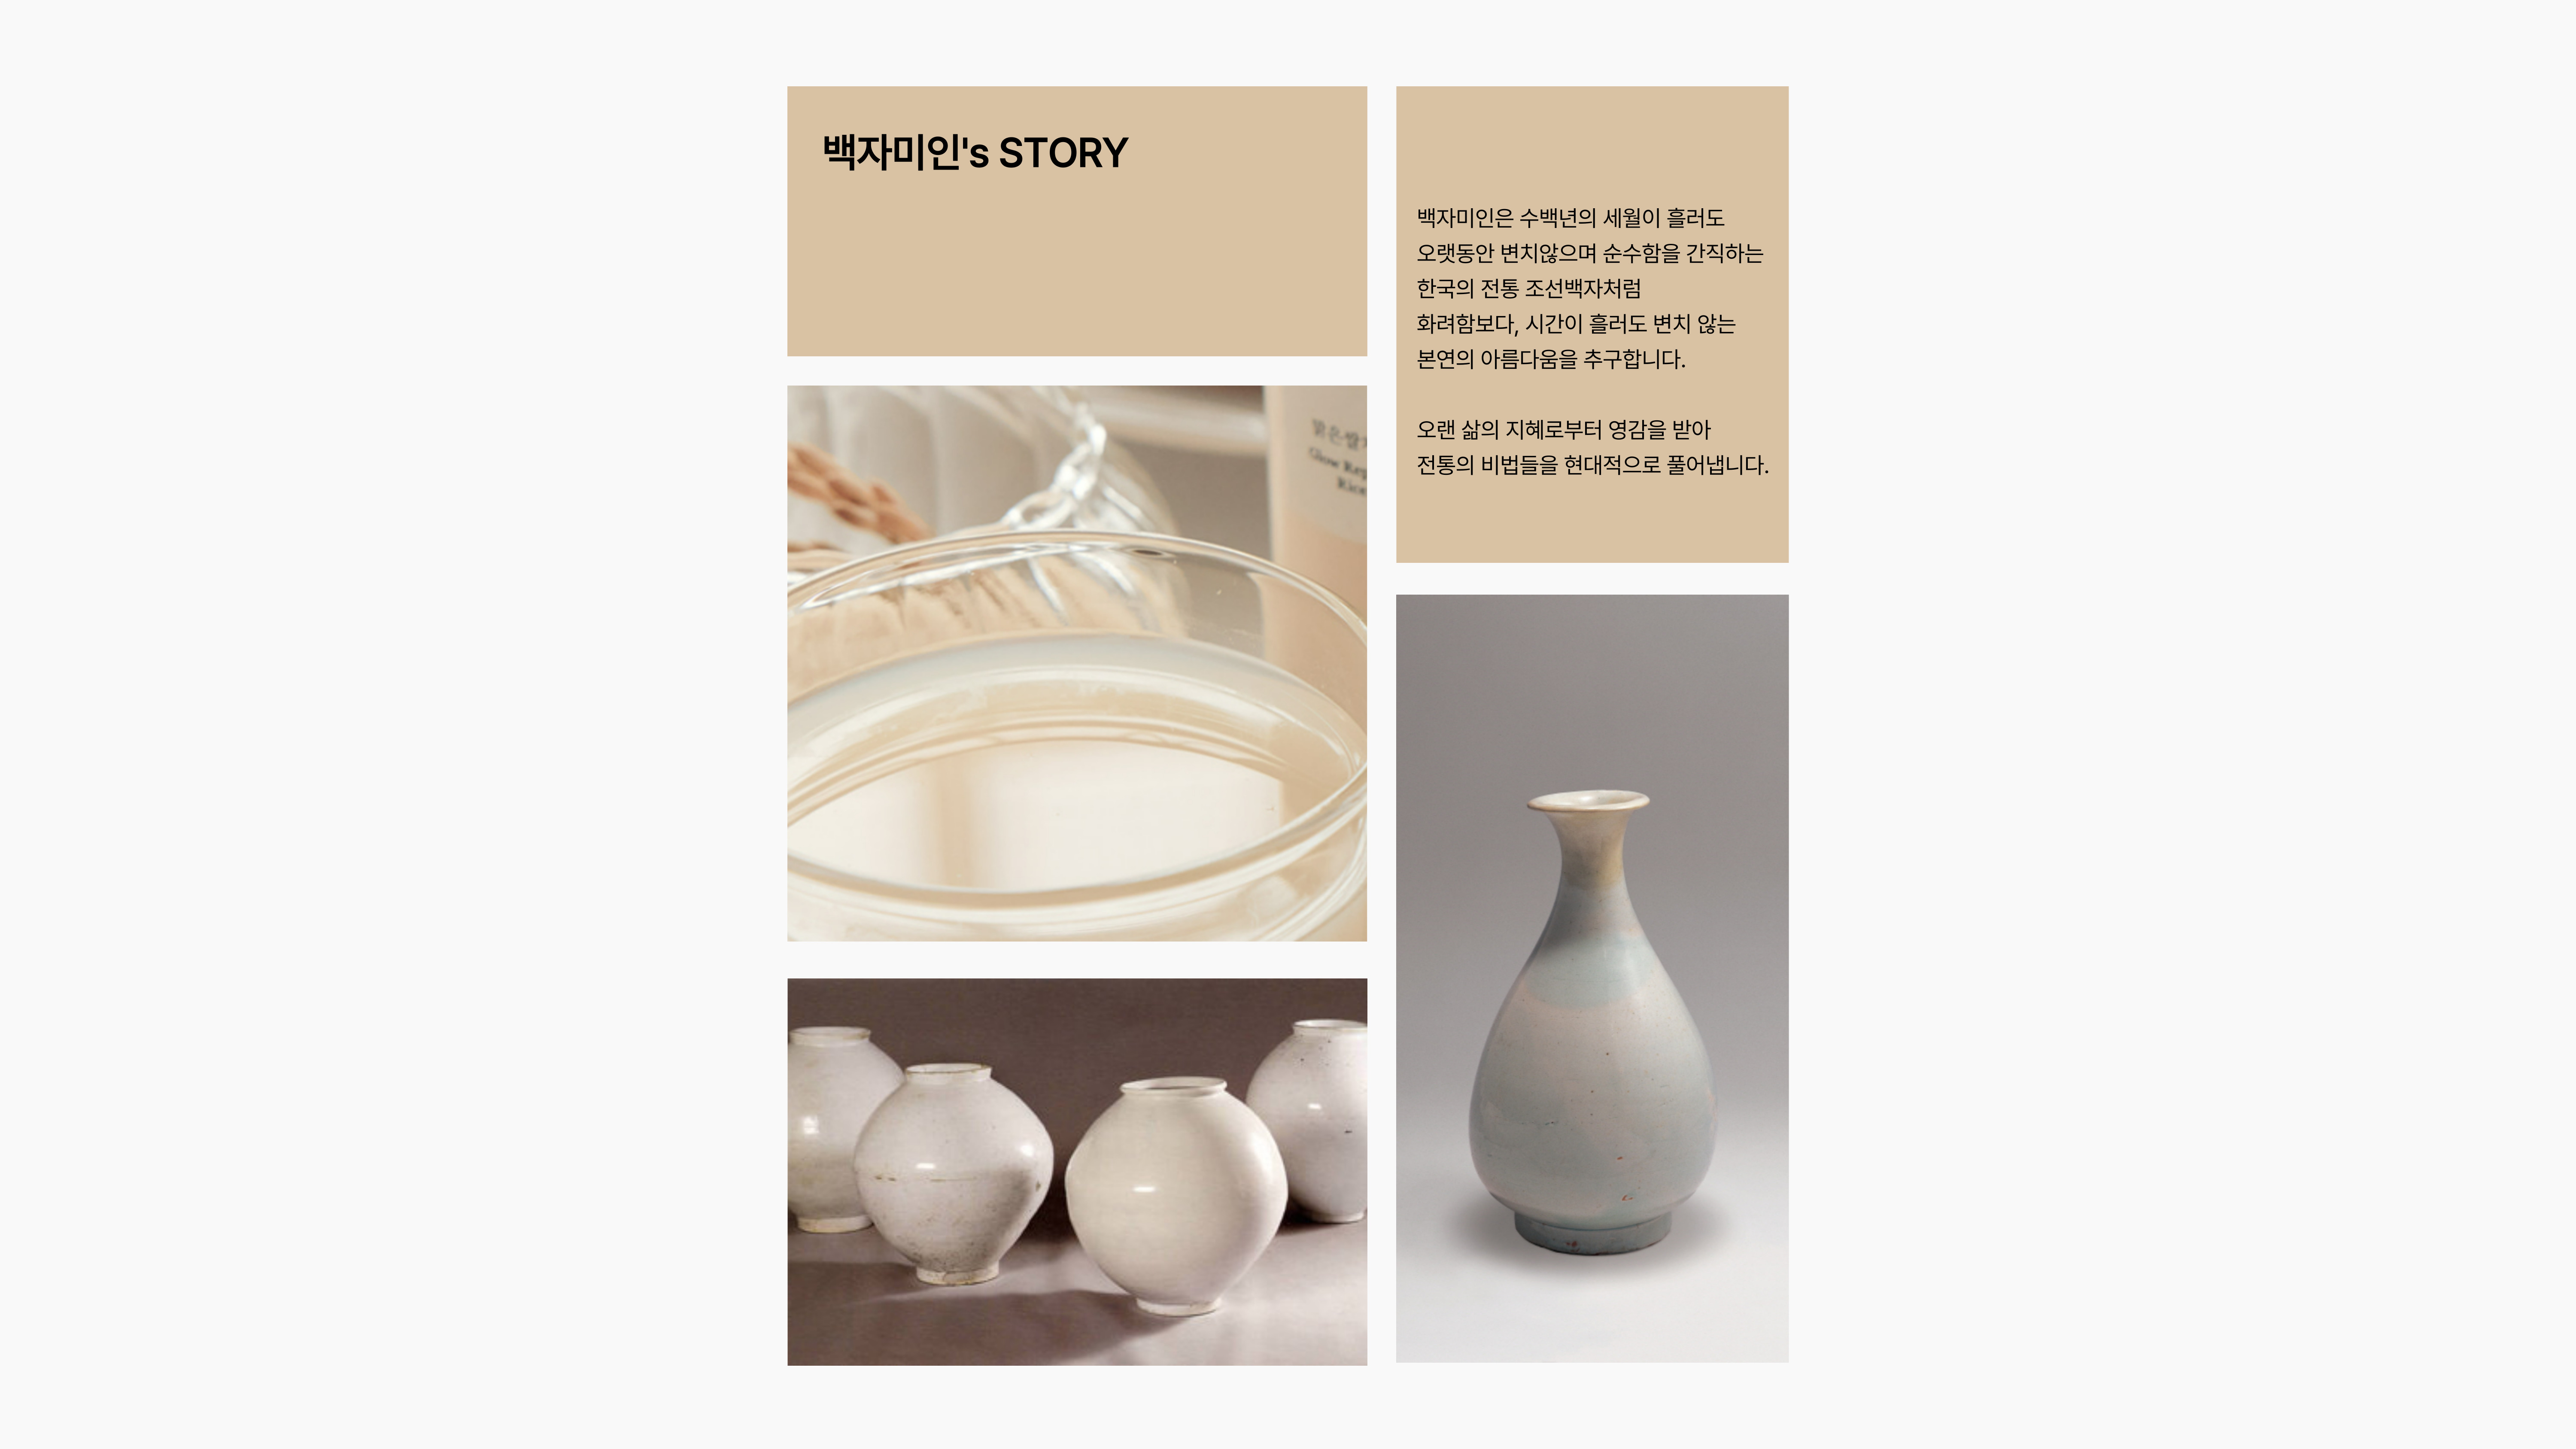 백자미인's STORY
백자미인은 수백년의 세월이 흘러도
오랫동안 변치않으며 순수함을 간직하는
한국의 전통 조선백자처럼
화려함보다, 시간이 흘러도 변치 않는
본연의 아름다움을 추구합니다.
오랜 삶의 지혜로부터 영감을 받아
전통의 비법들을 현대적으로 풀어냅니다.
맑은쌀
Glow
Rice